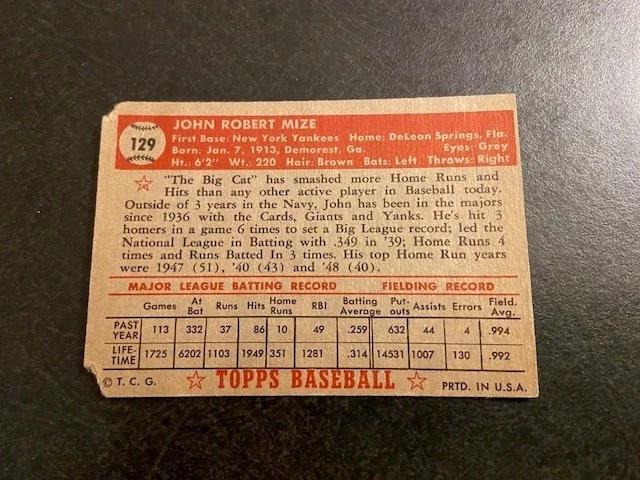 129
JOHN ROBERT MIZE
First Base: New York Yankees Home: DeLeon Springs, Fla.
Born: Jan. 7, 1913, Demorest, Ga. Eyes: Grey
Ht.: 6'2" Wt.: 220 Hair: Brown Bats: Left Throws: Right
"The Big Cat" has smashed more Home Runs and
Hits than any other active player in Baseball today.
Outside of 3 years in the Navy, John has been in the majors
since 1936 with the Cards, Giants and Yanks. He's hit 3
homers in a game 6 times to set a Big League record; led the
National League in Batting with .349 in '39; Home Runs 4
times and Runs Batted In 3 times. His top Home Run years
were 1947 (51), '40 (43) and '48 (40).
MAJOR LEAGUE BATTING RECORD FIELDING RECORD
Games At Bat Runs Hits Home Runs RBI Batting Average Put-outs Assists Errors Field. Avg.
PAST YEAR 113 332 37 86 10 49 .259 632 44 4 .994
LIFE-TIME 1725 6202 1103 1949 351 1281 .314 14531 1007 130 .992
© T. C. G. TOPPS BASEBALL PRTD. IN U.S.A.